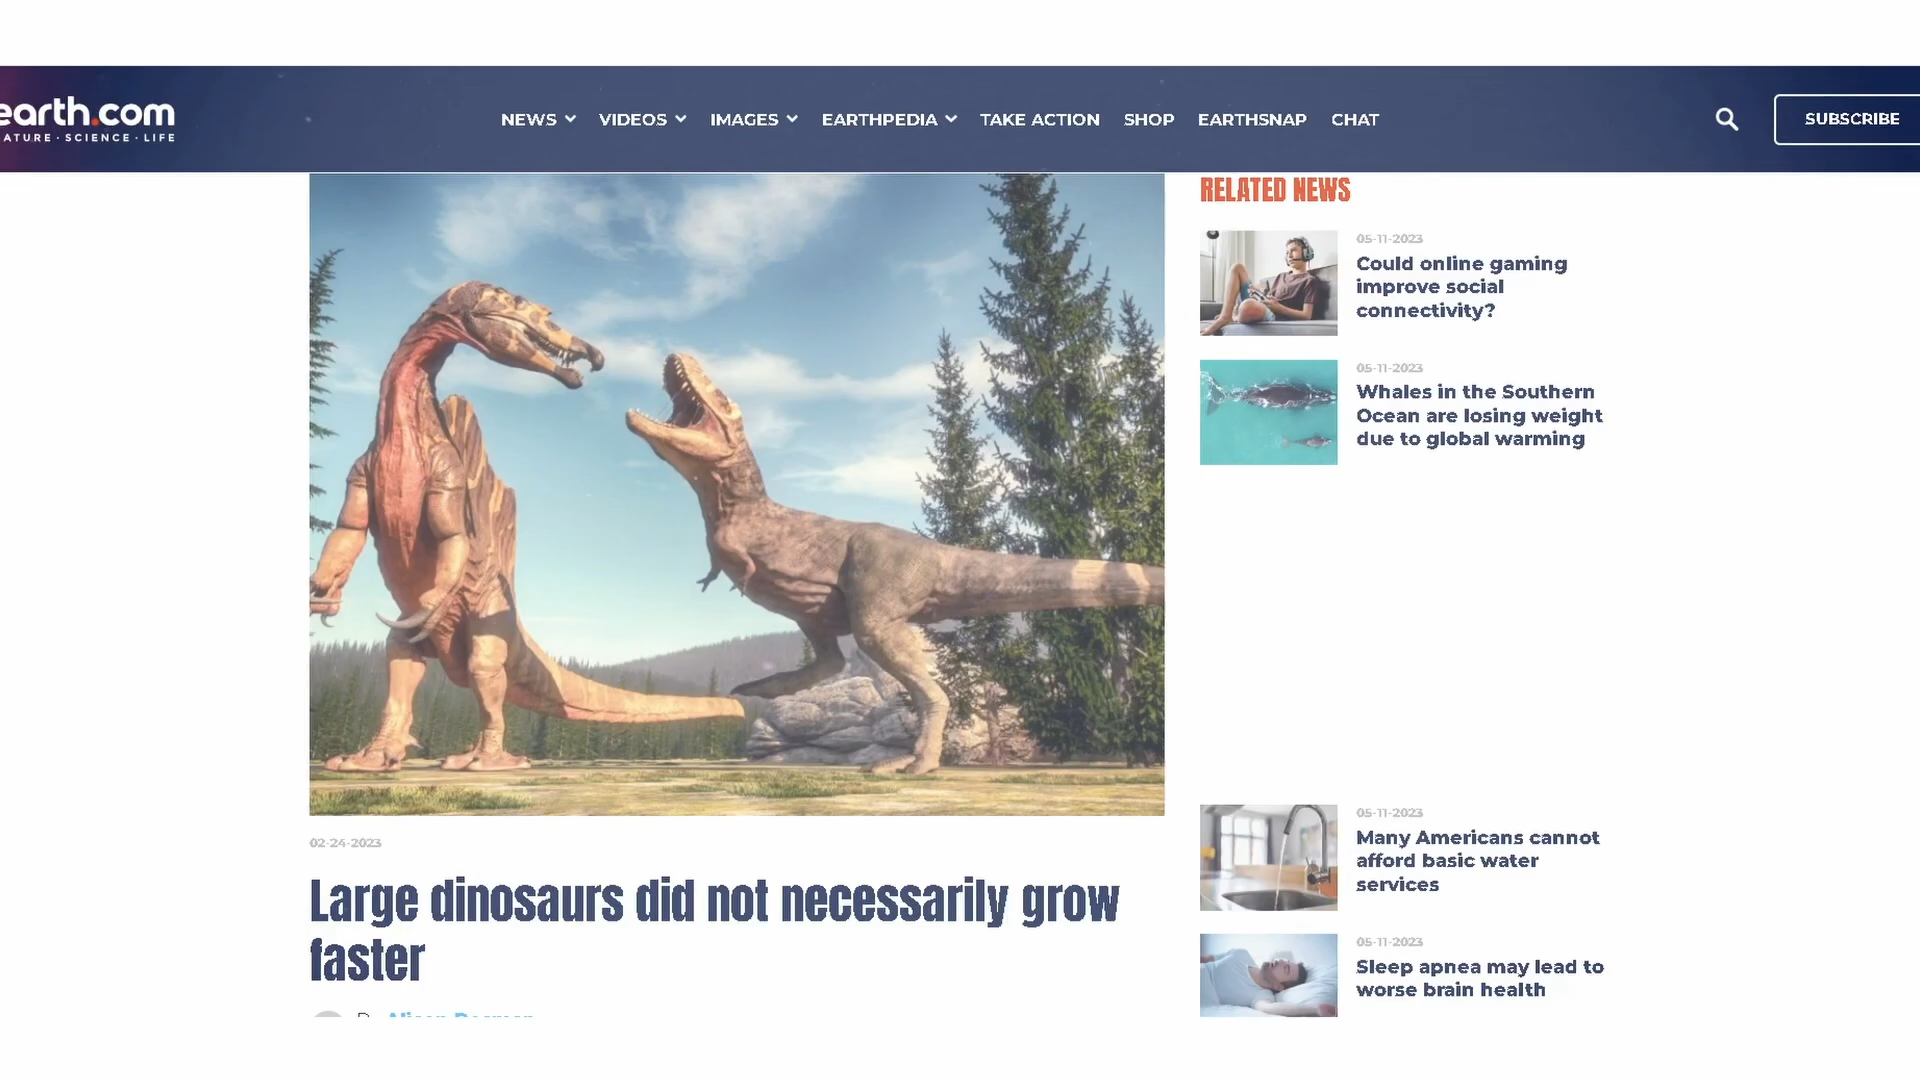 earth.com
NATURE · SCIENCE · LIFE
NEWS
VIDEOS
IMAGES
EARTHPEDIA
TAKE ACTION
SHOP
EARTHSNAP
CHAT
SUBSCRIBE
RELATED NEWS
05-11-2023
Could online gaming
improve social
connectivity?
05-11-2023
Whales in the Southern
Ocean are losing weight
due to global warming
05-11-2023
Many Americans cannot
afford basic water
services
05-11-2023
Sleep apnea may lead to
worse brain health
02-24-2023
Large dinosaurs did not necessarily grow
faster